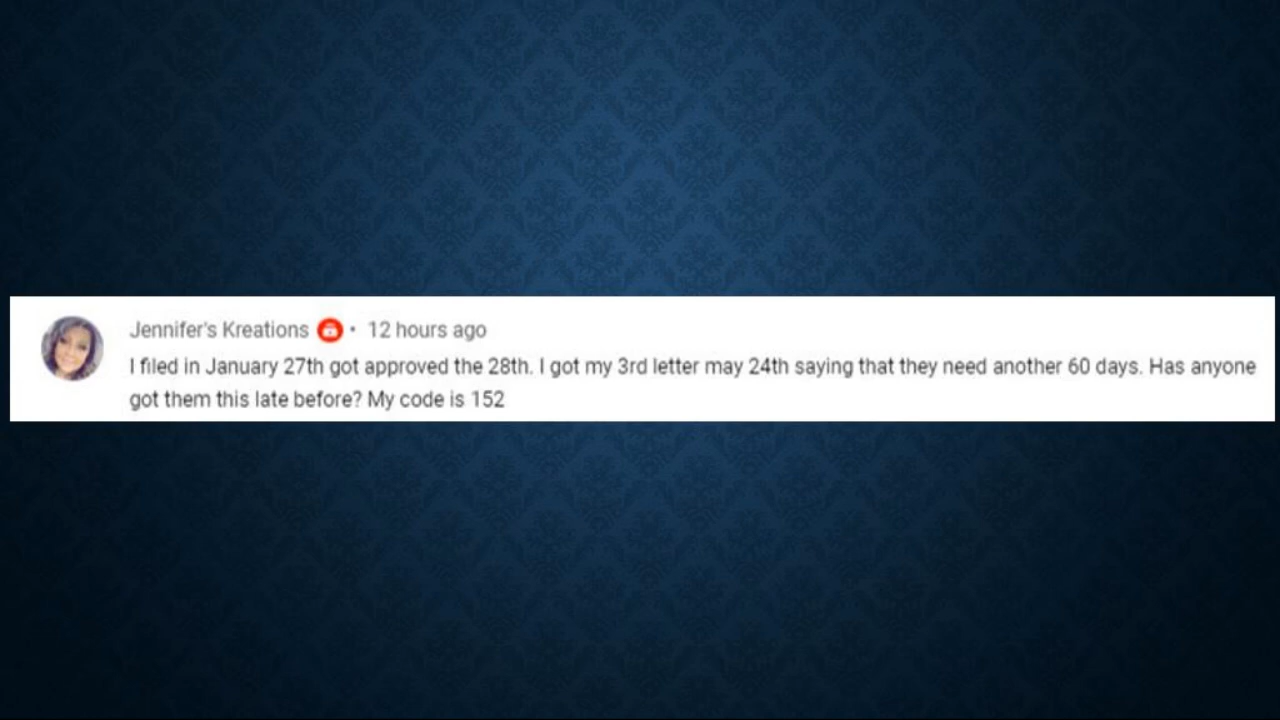 Jennifer's Kreations • 12 hours ago
I filed in January 27th got approved the 28th. I got my 3rd letter may 24th saying that they need another 60 days. Has anyone
got them this late before? My code is 152